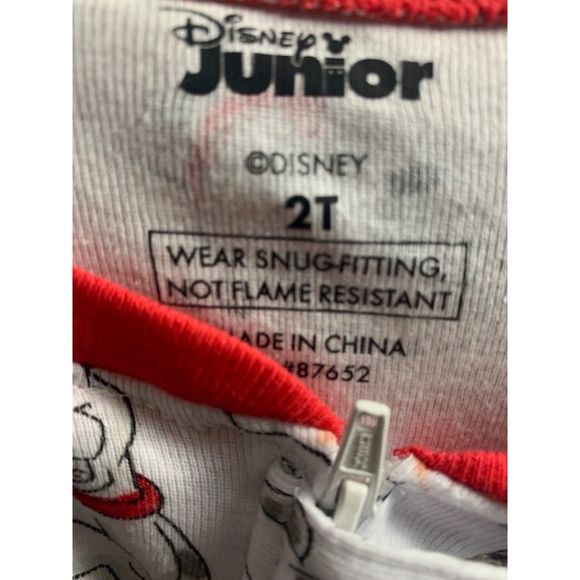 Disney
Junior
©DISNEY
2T
WEAR SNUG-FITTING,
NOT FLAME RESISTANT
ADE IN CHINA
#87652